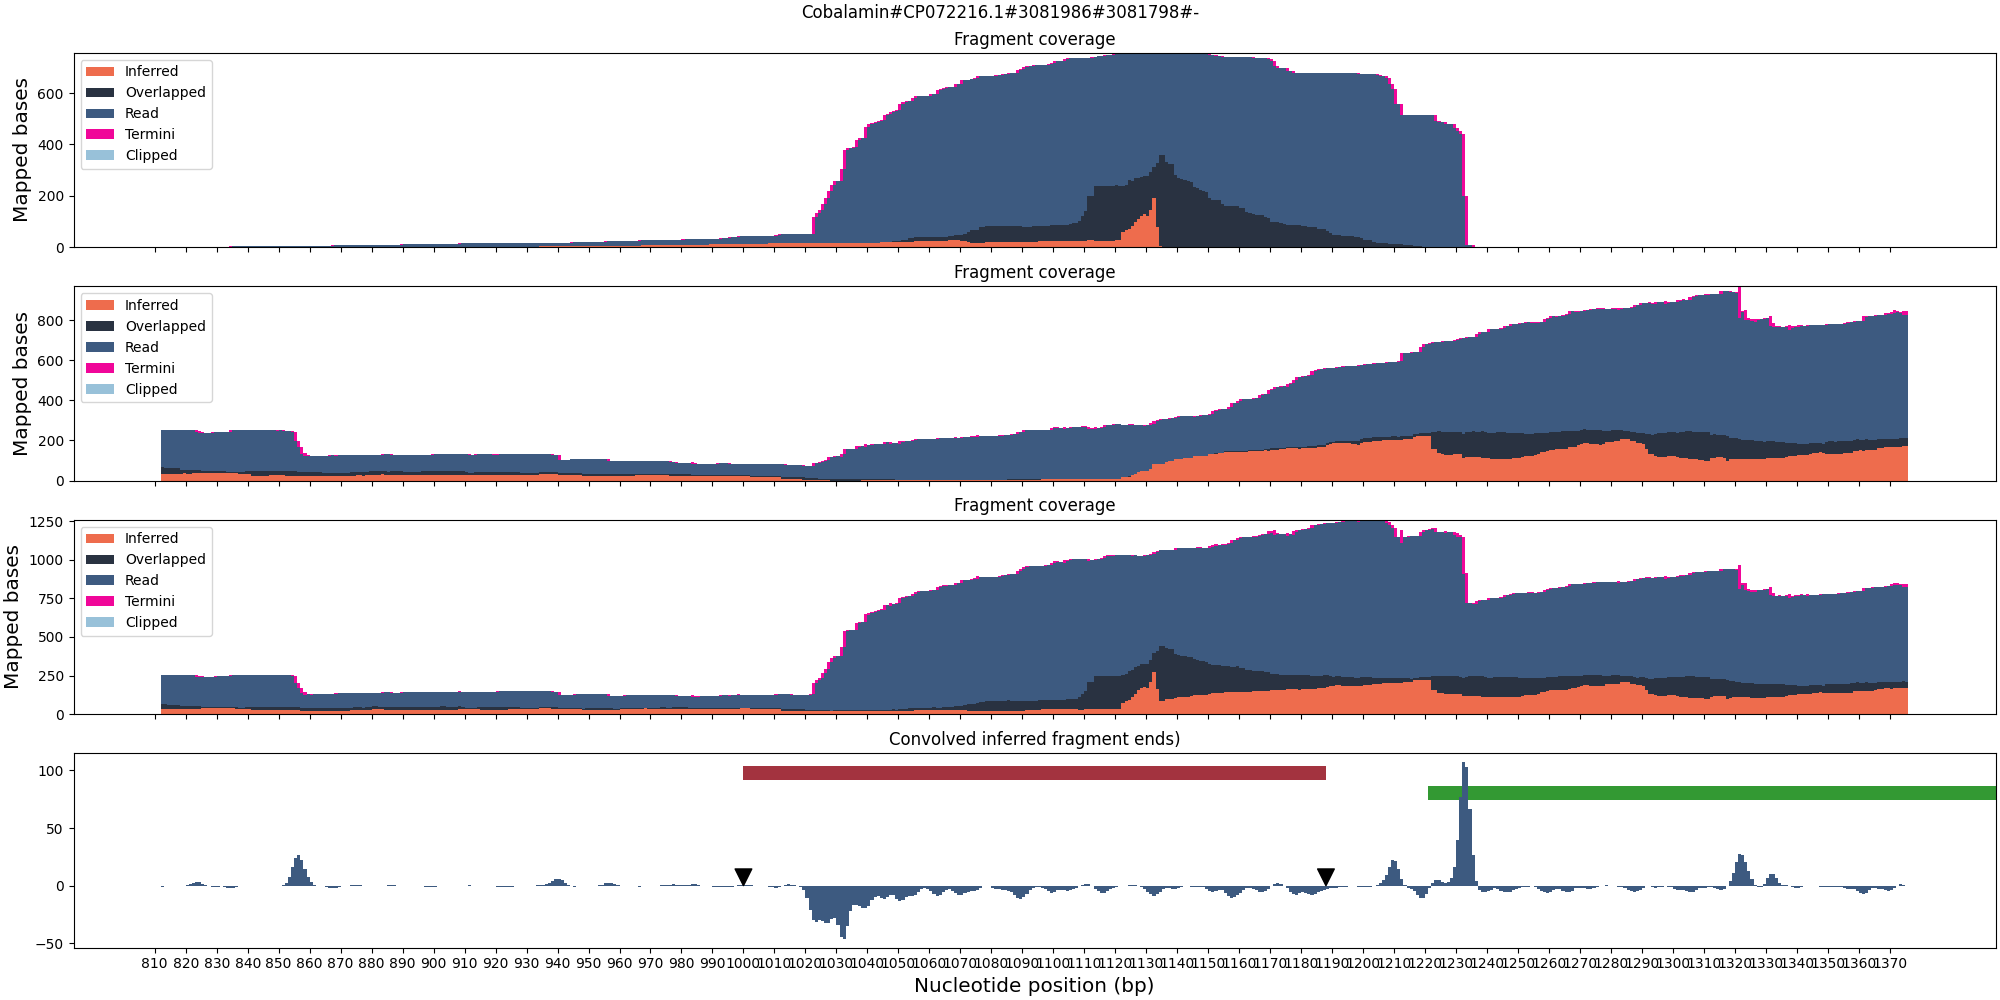 Cobalamin#CP072216.1#3081986#3081798#-
Fragment coverage
Mapped bases
600
400
200
0
Inferred
Overlapped
Read
Termini
Clipped
Fragment coverage
Mapped bases
800
600
400
200
0
Inferred
Overlapped
Read
Termini
Clipped
Fragment coverage
Mapped bases
1250
1000
750
500
250
0
Inferred
Overlapped
Read
Termini
Clipped
Convolved inferred fragment ends)
100
50
0
−50
810 820 830 840 850 860 870 880 890 900 910 920 930 940 950 960 970 980 990 1000 1010 1020 1030 1040 1050 1060 1070 1080 1090 1100 1110 1120 1130 1140 1150 1160 1170 1180 1190 1200 1210 1220 1230 1240 1250 1260 1270 1280 1290 1300 1310 1320 1330 1340 1350 1360 1370
Nucleotide position (bp)